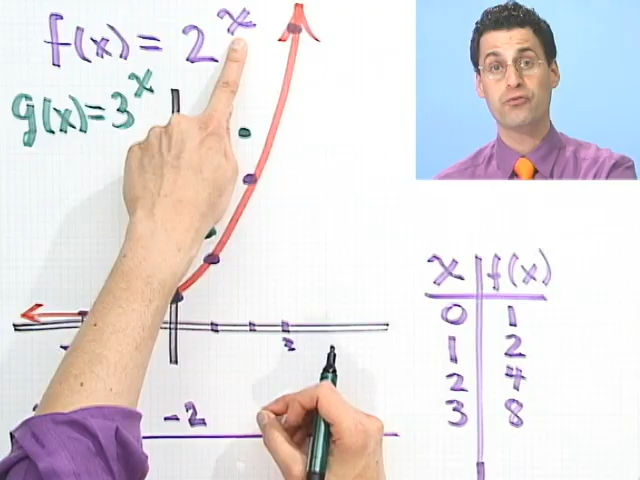 f(x) = 2^x
g(x) = 3^x
x f(x)
0 1
1 2
2 4
3 8
-2